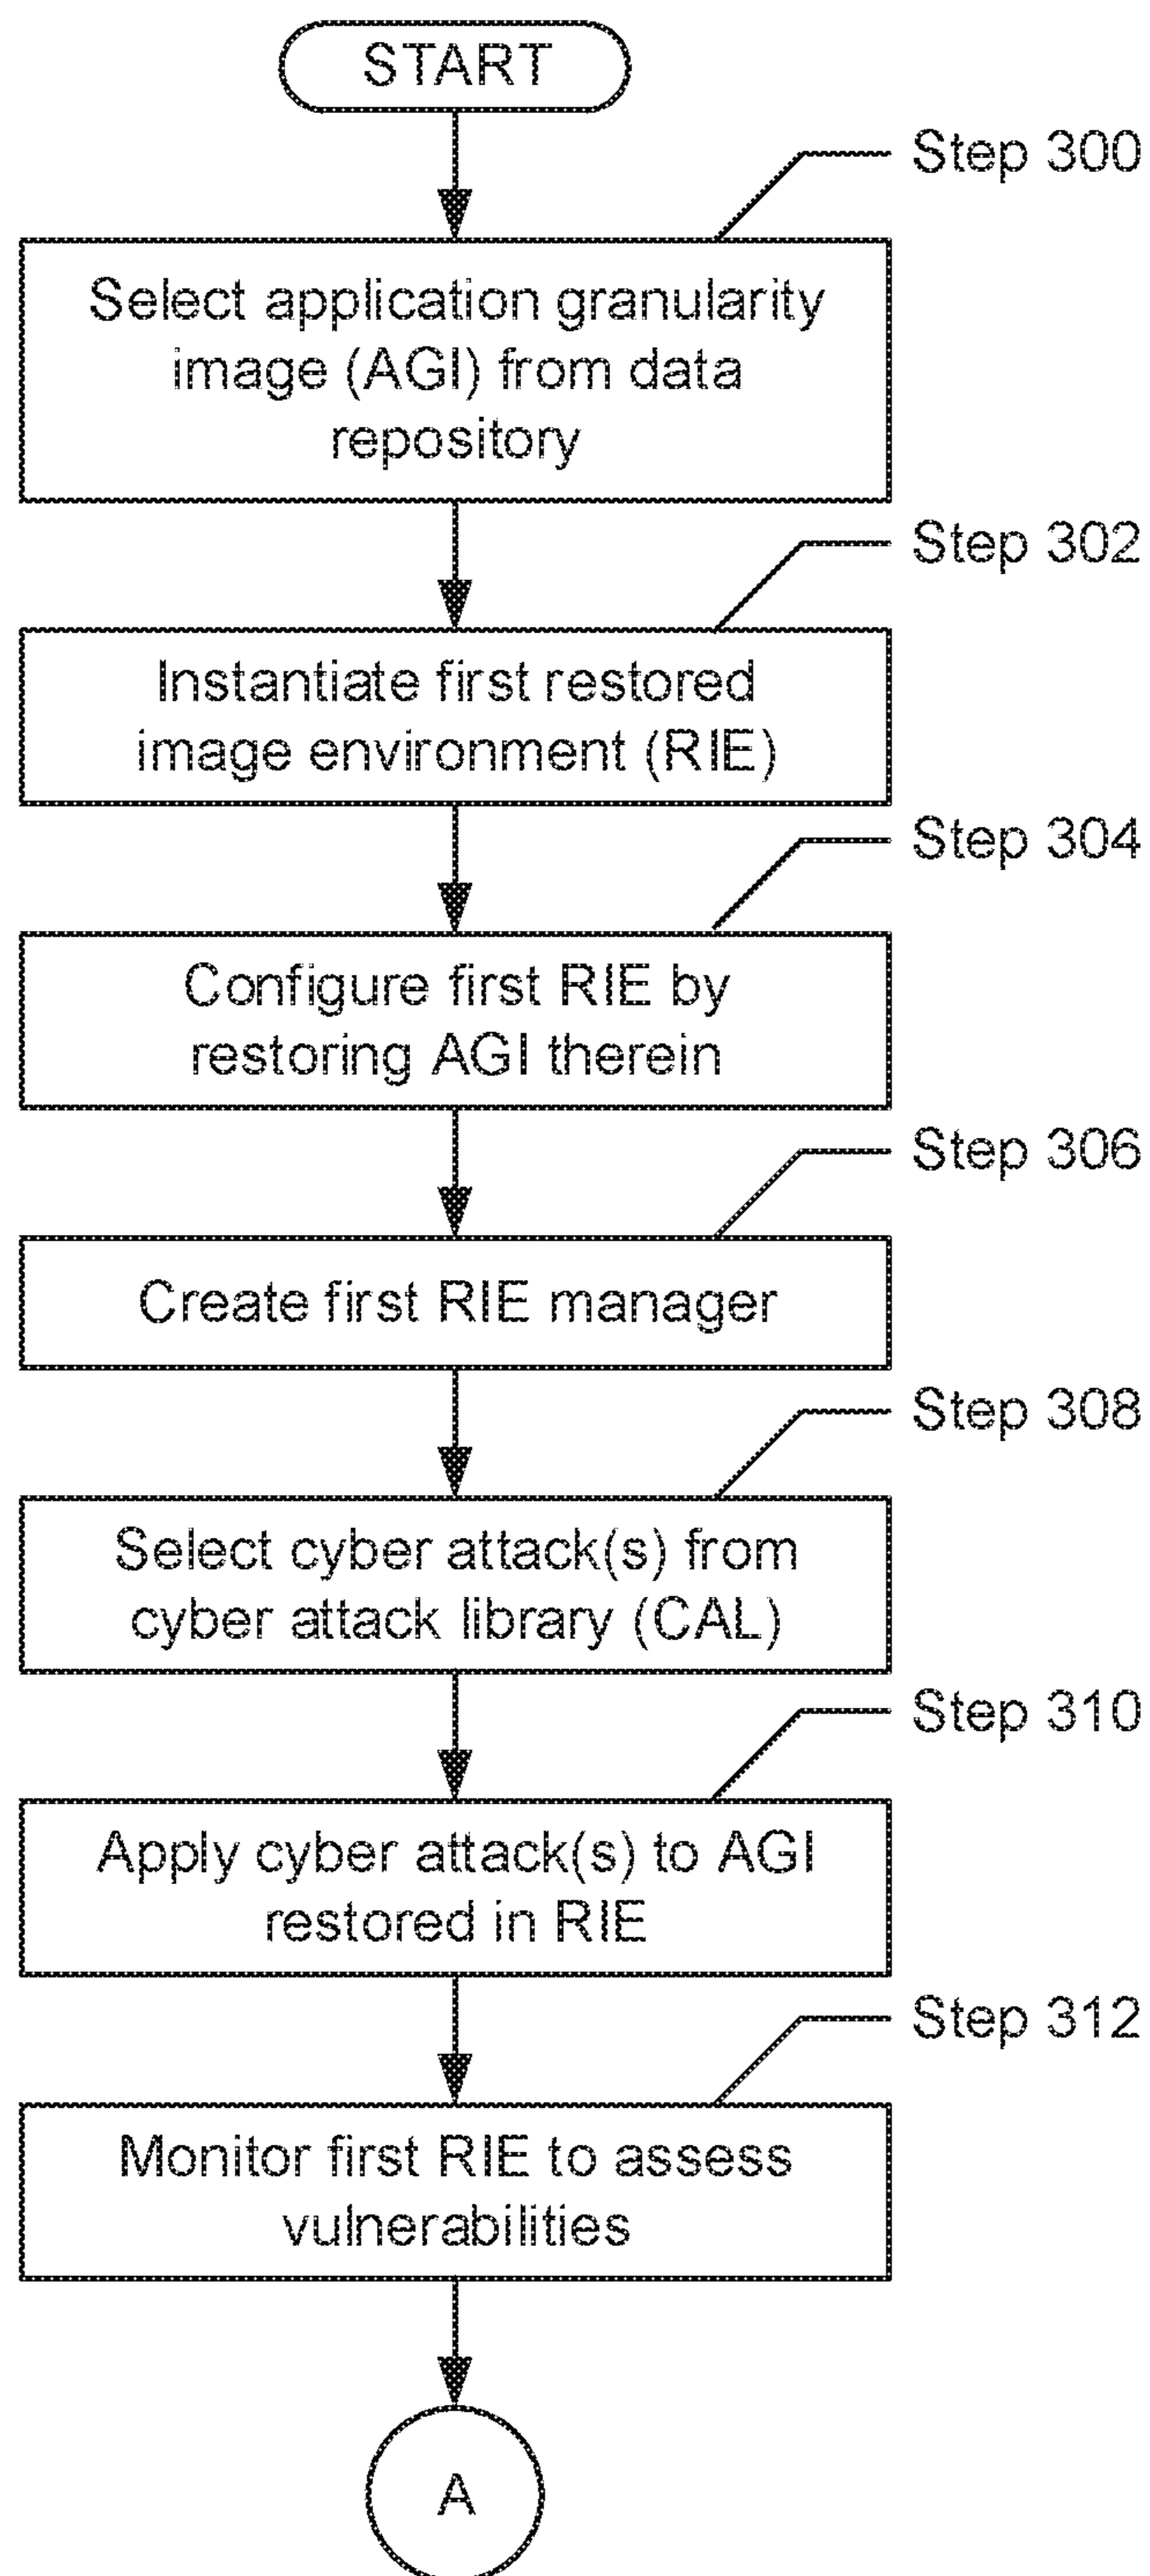 START
Step 300
Select application granularity
image (AGI) from data
repository
Step 302
Instantiate first restored
image environment (RIE)
Step 304
Configure first RIE by
restoring AGI therein
Step 306
Create first RIE manager
Step 308
Select cyber attack(s) from
cyber attack library (CAL)
Step 310
Apply cyber attack(s) to AGI
restored in RIE
Step 312
Monitor first RIE to assess
vulnerabilities
A